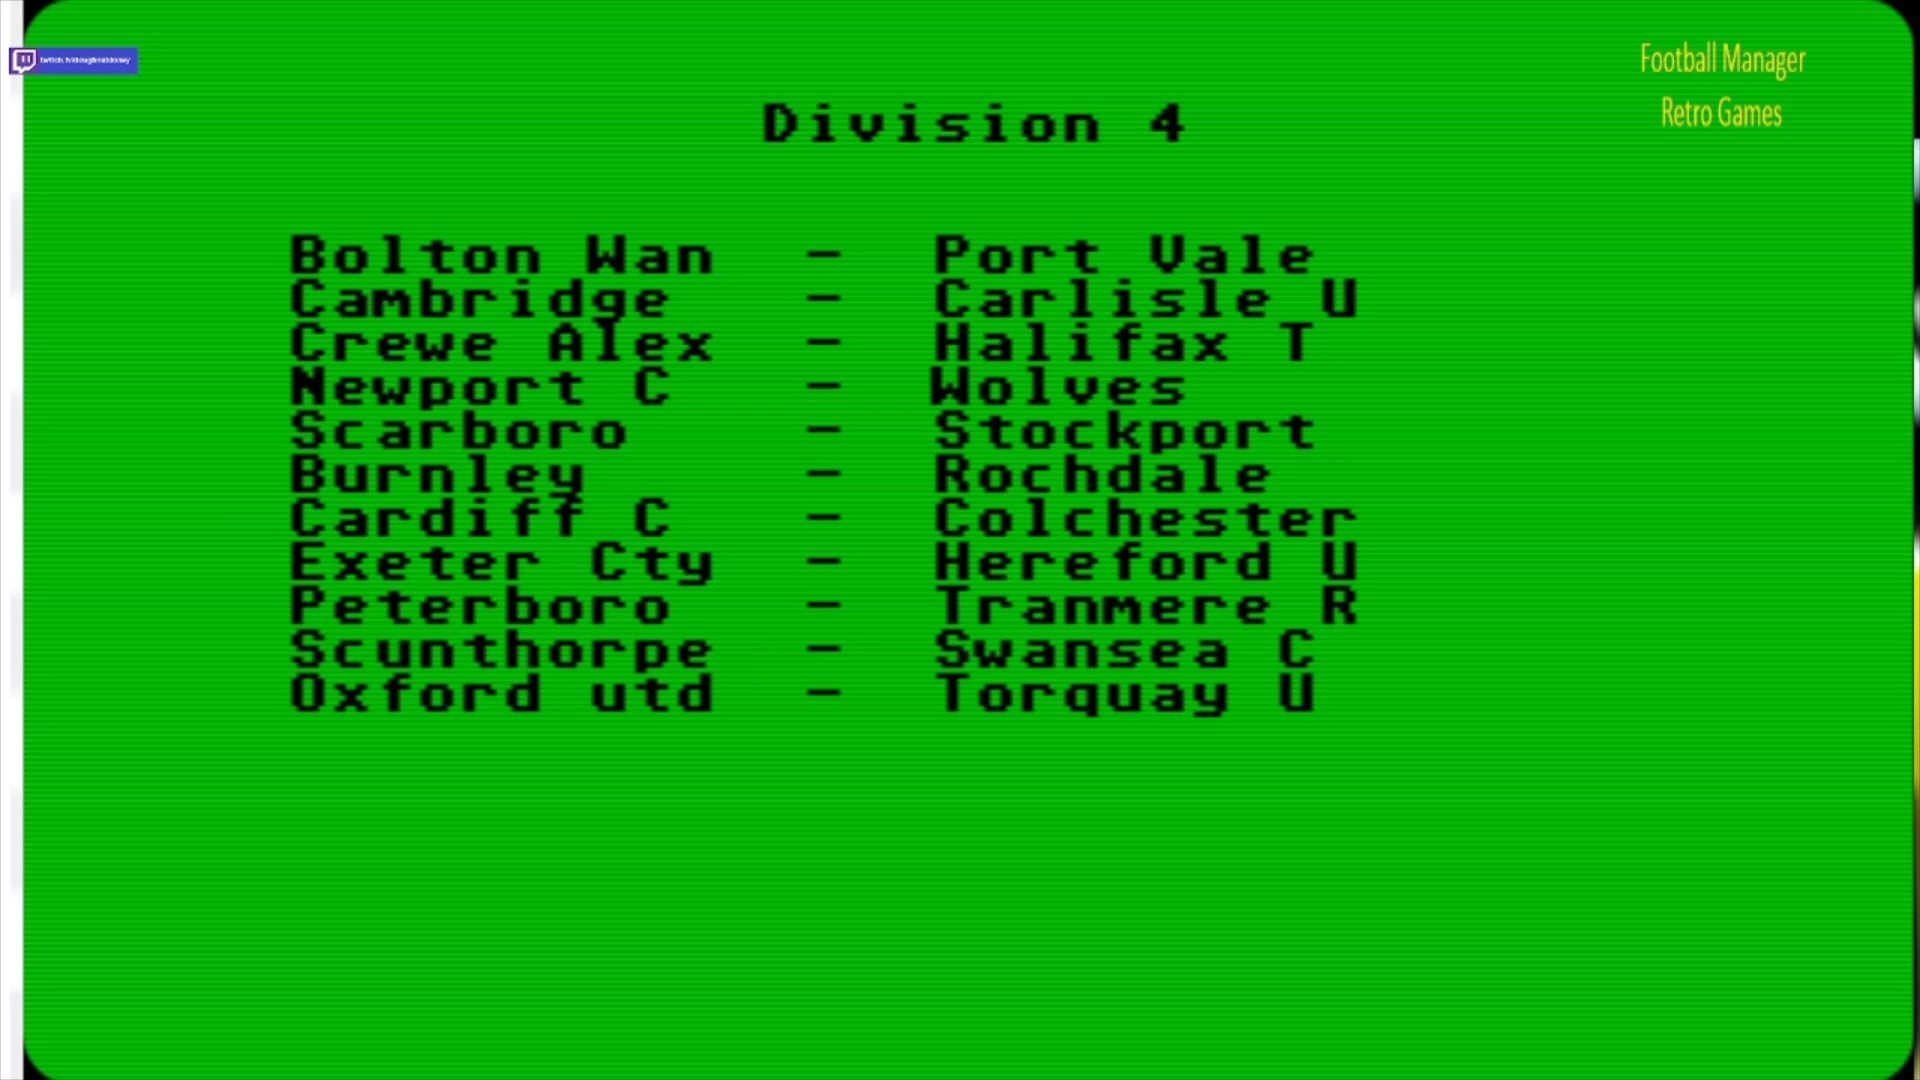 Football Manager
Retro Games
Division 4
Bolton Wan - Port Vale
Cambridge - Carlisle U
Crewe Alex - Halifax T
Newport C - Wolves
Scarboro - Stockport
Burnley - Rochdale
Cardiff C - Colchester
Exeter Cty - Hereford U
Peterboro - Tranmere R
Scunthorpe - Swansea C
Oxford utd - Torquay U